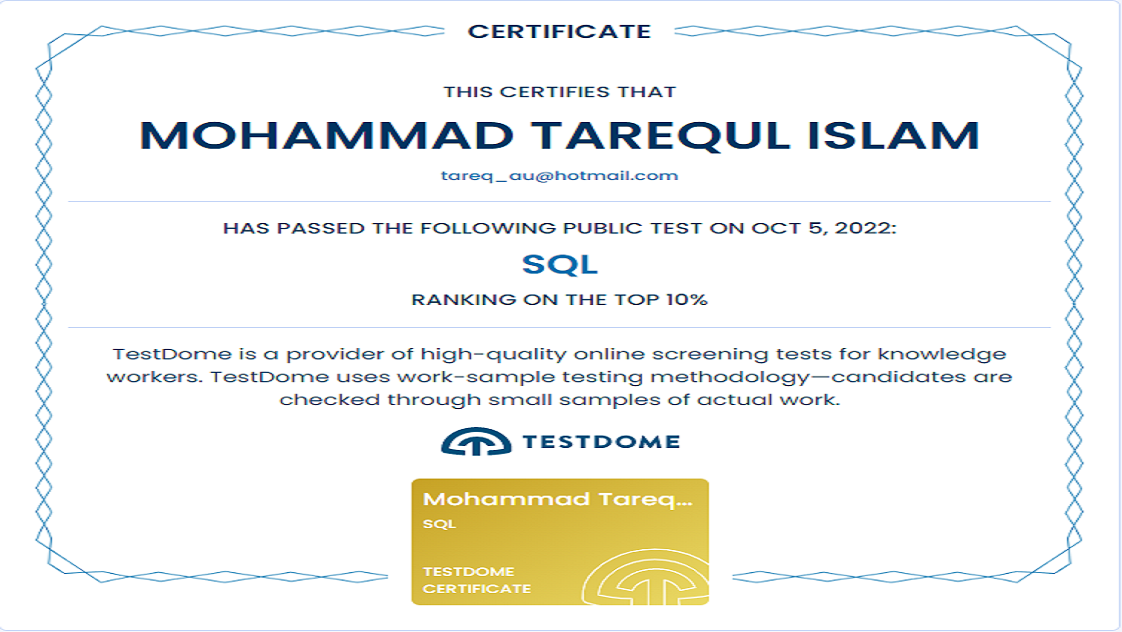 CERTIFICATE
THIS CERTIFIES THAT
MOHAMMAD TAREQUL ISLAM
tareq_au@hotmail.com
HAS PASSED THE FOLLOWING PUBLIC TEST ON OCT 5, 2022:
SQL
RANKING ON THE TOP 10%
TestDome is a provider of high-quality online screening tests for knowledge
workers. TestDome uses work-sample testing methodology—candidates are
checked through small samples of actual work.
TESTDOME
Mohammad Tareq...
SQL
TESTDOME
CERTIFICATE